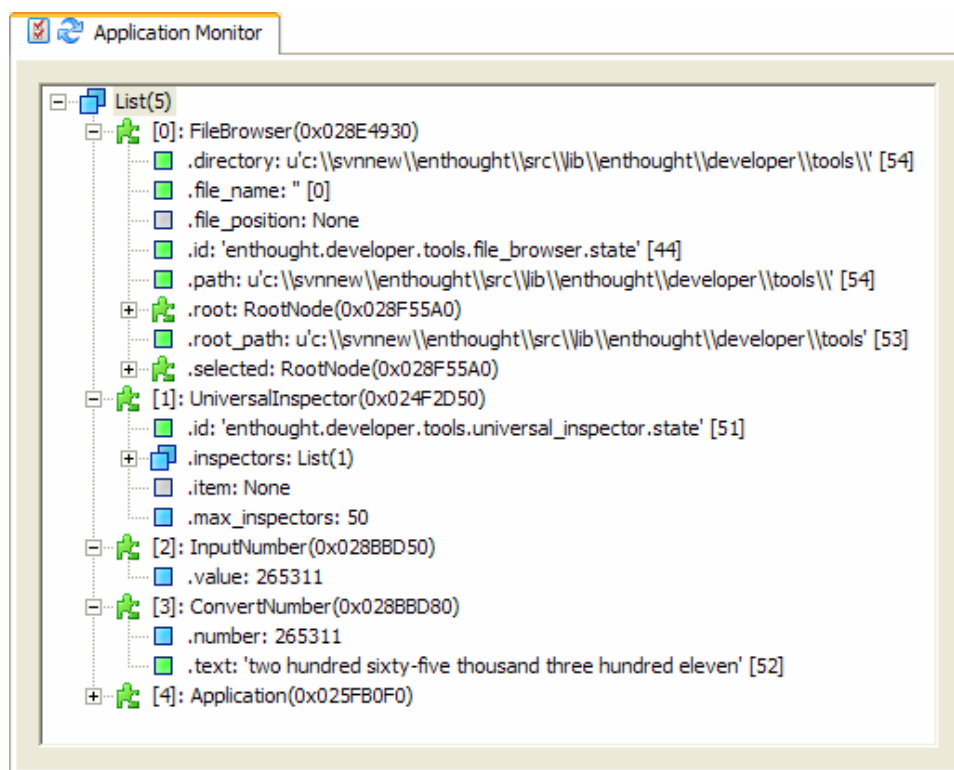 Application Monitor
List(5)
[0]: FileBrowser(0x028E4930)
.directory: u'c:\\svnnew\\enthought\\src\\lib\\enthought\\developer\\tools\\' [54]
.file_name: '' [0]
.file_position: None
.id: 'enthought.developer.tools.file_browser.state' [44]
.path: u'c:\\svnnew\\enthought\\src\\lib\\enthought\\developer\\tools\\' [54]
.root: RootNode(0x028F55A0)
.root_path: u'c:\\svnnew\\enthought\\src\\lib\\enthought\\developer\\tools' [53]
.selected: RootNode(0x028F55A0)
[1]: UniversalInspector(0x024F2D50)
.id: 'enthought.developer.tools.universal_inspector.state' [51]
.inspectors: List(1)
.item: None
.max_inspectors: 50
[2]: InputNumber(0x028BBD50)
.value: 265311
[3]: ConvertNumber(0x028BBD80)
.number: 265311
.text: 'two hundred sixty-five thousand three hundred eleven' [52]
[4]: Application(0x025FB0F0)